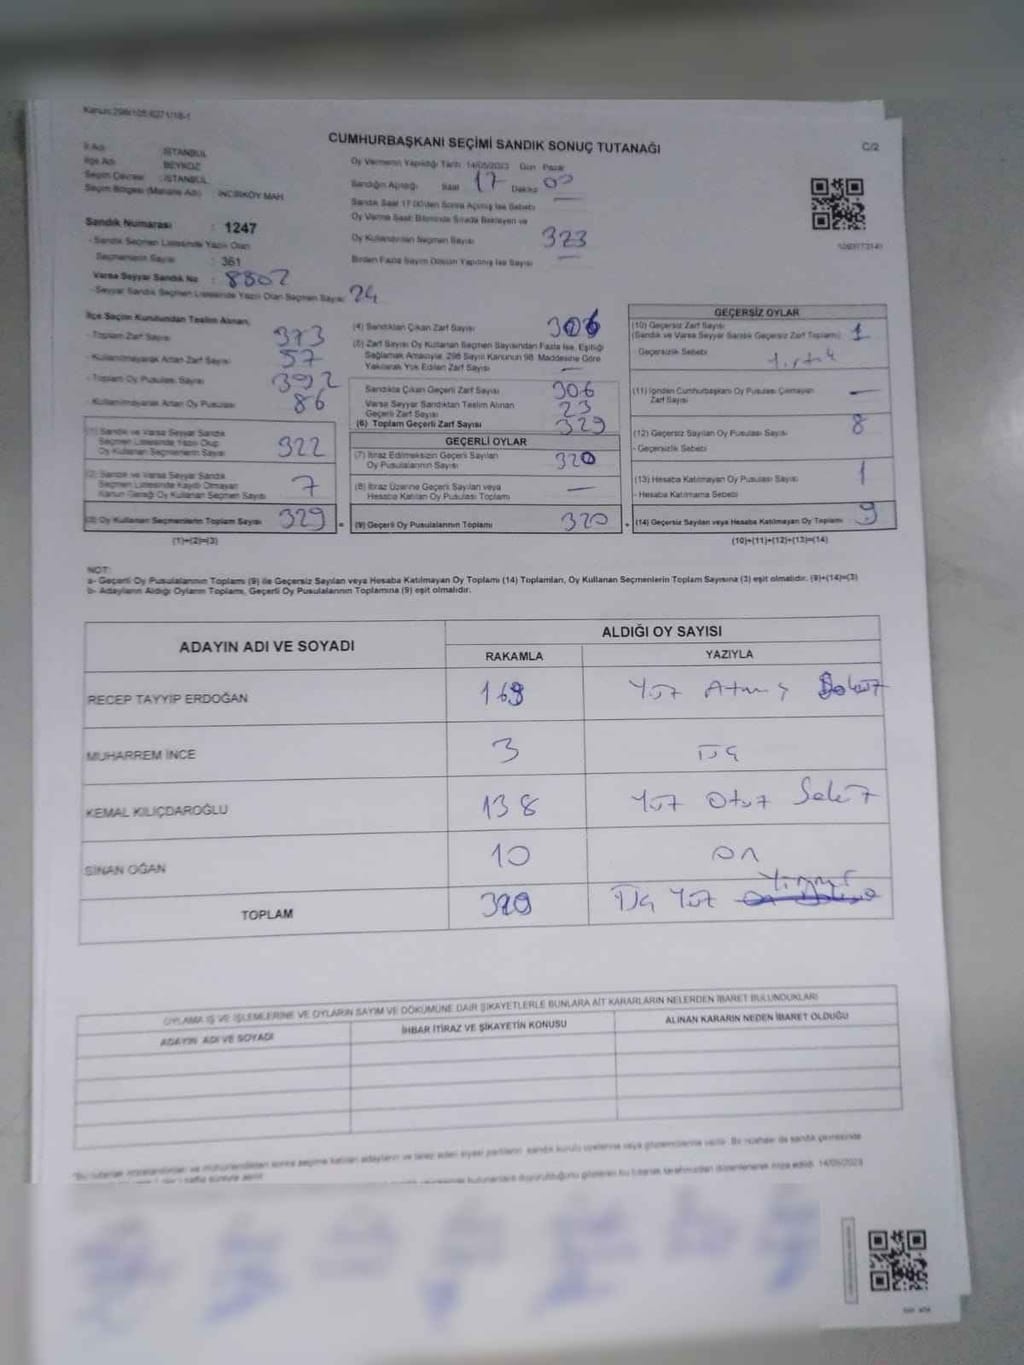 Kanun:298/105-6271/18-1
CUMHURBAŞKANI SEÇİMİ SANDIK SONUÇ TUTANAĞI
C/2
İl Adı : İSTANBUL
İlçe Adı : BEYKOZ
Seçim Çevresi : İSTANBUL
Seçim Bölgesi (Mahalle Adı) : İNCİRKÖY MAH.
Sandık Numarası : 1247
- Sandık Seçmen Listesinde Yazılı Olan
Seçmenlerin Sayısı : 361
Varsa Seyyar Sandık No : 8802
- Seyyar Sandık Seçmen Listesinde Yazılı Olan Seçmen Sayısı: 24
Oy Vermenin Yapıldığı Tarih: 14/05/2023 Gün: Pazar
Sandığın Açılışı Saat 17 Dakika 00
Sandık Saat 17.00'den Sonra Açılmış İse Sebebi
Oy Verme Saati Bitiminde Sırada Bekleyen ve
Oy Kullandırılan Seçmen Sayısı 323
Birden Fazla Sayım Döküm Yapılmış İse Sayısı —
İlçe Seçim Kurulundan Teslim Alınan;
- Toplam Zarf Sayısı 373
- Kullanılmayarak Artan Zarf Sayısı 57
- Toplam Oy Pusulası Sayısı 392
- Kullanılmayarak Artan Oy Pusulası 86
(1) Sandık ve Varsa Seyyar Sandık
Seçmen Listesinde Yazılı Olup
Oy Kullanan Seçmenlerin Sayısı 322
(2) Sandık ve Varsa Seyyar Sandık
Seçmen Listesinde Kayıtlı Olmayan
Kanun Gereği Oy Kullanan Seçmen Sayısı 7
(3) Oy Kullanan Seçmenlerin Toplam Sayısı 329
(1)+(2)=(3)
(4) Sandıktan Çıkan Zarf Sayısı 306
(5) Zarf Sayısı Oy Kullanan Seçmen Sayısından Fazla İse, Eşitliği
Sağlamak Amacıyla, 298 Sayılı Kanunun 98. Maddesine Göre
Yakılarak Yok Edilen Zarf Sayısı —
Sandıkta Çıkan Geçerli Zarf Sayısı 306
Varsa Seyyar Sandıktan Teslim Alınan
Geçerli Zarf Sayısı 23
(6) Toplam Geçerli Zarf Sayısı 329
GEÇERLİ OYLAR
(7) İtiraz Edilmeksizin Geçerli Sayılan
Oy Pusulalarının Sayısı 320
(8) İtiraz Üzerine Geçerli Sayılan veya
Hesaba Katılan Oy Pusulası Toplamı —
= (9) Geçerli Oy Pusulalarının Toplamı 320
GEÇERSİZ OYLAR
(10) Geçersiz Zarf Sayısı
(Sandık ve Varsa Seyyar Sandık Geçersiz Zarf Toplamı) 1
- Geçersizlik Sebebi
Yırtık
(11) İçinden Cumhurbaşkanı Oy Pusulası Çıkmayan
Zarf Sayısı —
(12) Geçersiz Sayılan Oy Pusulası Sayısı 8
- Geçersizlik Sebebi
(13) Hesaba Katılmayan Oy Pusulası Sayısı 1
- Hesaba Katılmama Sebebi
+ (14) Geçersiz Sayılan veya Hesaba Katılmayan Oy Toplamı 9
(10)+(11)+(12)+(13)=(14)
NOT:
a- Geçerli Oy Pusulalarının Toplamı (9) ile Geçersiz Sayılan veya Hesaba Katılmayan Oy Toplamı (14) Toplamları, Oy Kullanan Seçmenlerin Toplam Sayısına (3) eşit olmalıdır. (9)+(14)=(3)
b- Adayların Aldığı Oyların Toplamı, Geçerli Oy Pusulalarının Toplamına (9) eşit olmalıdır.
ADAYIN ADI VE SOYADI
ALDIĞI OY SAYISI
RAKAMLA YAZIYLA
RECEP TAYYİP ERDOĞAN 169 Yüz Atmış Dokuz
MUHARREM İNCE 3 Üç
KEMAL KILIÇDAROĞLU 138 Yüz Otuz Sekiz
SİNAN OĞAN 10 On
TOPLAM 320 Üç Yüz Yirmi
OYLAMA İŞ VE İŞLEMLERİNE VE OYLARIN SAYIM VE DÖKÜMÜNE DAİR ŞİKAYETLERLE BUNLARA AİT KARARLARIN NELERDEN İBARET BULUNDUKLARI
ADAYIN ADI VE SOYADI İHBAR İTİRAZ VE ŞİKAYETİN KONUSU ALINAN KARARIN NEDEN İBARET OLDUĞU